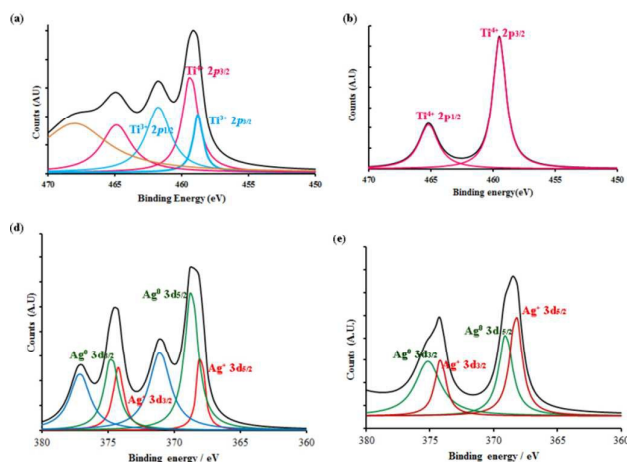 (a)
Counts (A.U)
Ti⁴⁺ 2p3/2
Ti³⁺ 2p1/2
Ti³⁺ 2p3/2
470 465 460 455 450
Binding Energy (eV)
(b)
Counts (A.U)
Ti⁴⁺ 2p3/2
Ti⁴⁺ 2p1/2
470 465 460 455 450
Binding energy(eV)
(d)
Counts (A.U)
Ag⁰ 3d5/2
Ag⁰ 3d3/2
Ag⁺ 3d5/2
Ag⁺ 3d3/2
380 375 370 365 360
Binding energy / eV
(e)
Counts (A.U.)
Ag⁺ 3d5/2
Ag⁰ 3d5/2
Ag⁰ 3d3/2
Ag⁺ 3d3/2
380 375 370 365 360
Binding energy / eV